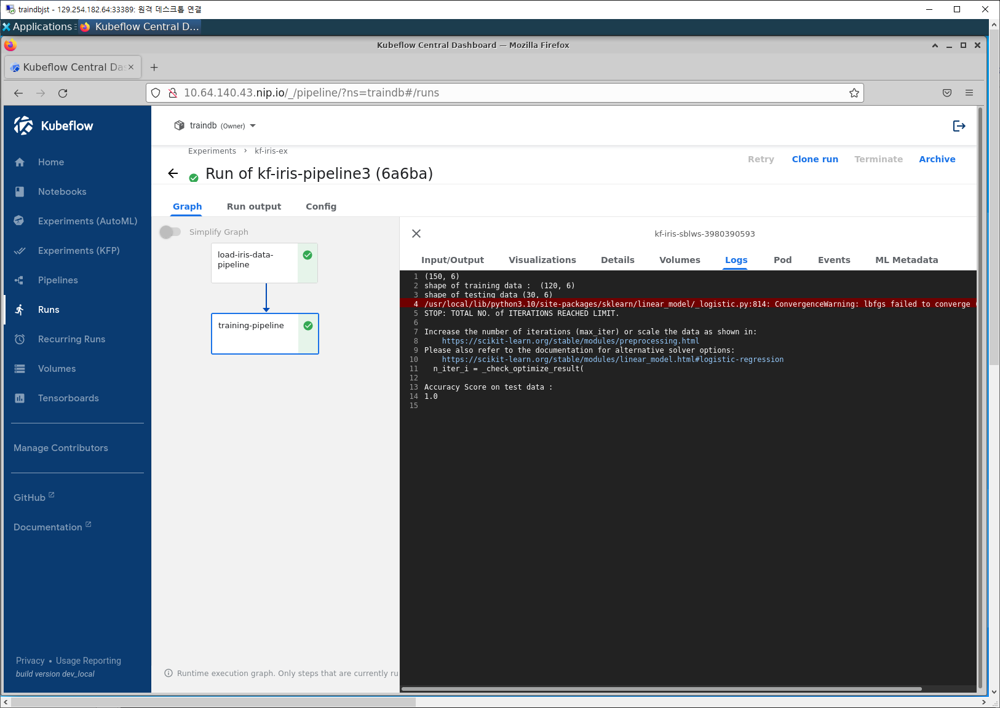 traindbjst - 129.254.182.64:33389: 원격 데스크톱 연결
Applications
Kubeflow Central D...
Kubeflow Central Dashboard — Mozilla Firefox
Kubeflow Central Das
10.64.140.43.nip.io/_/pipeline/?ns=traindb#/runs
Kubeflow
Home
Notebooks
Experiments (AutoML)
Experiments (KFP)
Pipelines
Runs
Recurring Runs
Volumes
Tensorboards
Manage Contributors
GitHub
Documentation
Privacy • Usage Reporting
build version dev_local
traindb (Owner)
Experiments › kf-iris-ex
Run of kf-iris-pipeline3 (6a6ba)
Retry Clone run Terminate Archive
Graph Run output Config
Simplify Graph
load-iris-data-
pipeline
training-pipeline
Runtime execution graph. Only steps that are currently ru
kf-iris-sblws-3980390593
Input/Output Visualizations Details Volumes Logs Pod Events ML Metadata
1 (150, 6)
2 shape of training data :  (120, 6)
3 shape of testing data (30, 6)
4 /usr/local/lib/python3.10/site-packages/sklearn/linear_model/_logistic.py:814: ConvergenceWarning: lbfgs failed to converge (
5 STOP: TOTAL NO. of ITERATIONS REACHED LIMIT.
6
7 Increase the number of iterations (max_iter) or scale the data as shown in:
8     https://scikit-learn.org/stable/modules/preprocessing.html
9 Please also refer to the documentation for alternative solver options:
10     https://scikit-learn.org/stable/modules/linear_model.html#logistic-regression
11   n_iter_i = _check_optimize_result(
12
13 Accuracy Score on test data :
14 1.0
15